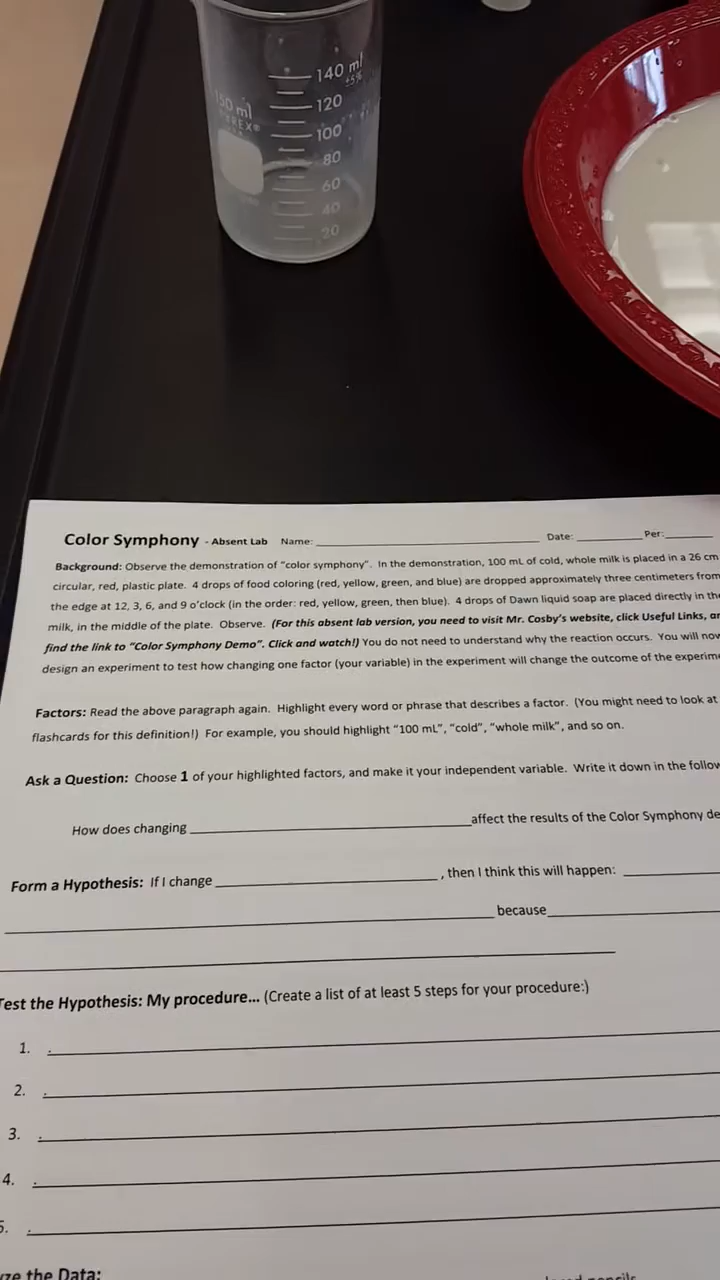 140 ml
±5%
150 ml
120
PYREX®
100
80
60
40
20
Color Symphony - Absent Lab Name: Date: Per:
Background: Observe the demonstration of "color symphony". In the demonstration, 100 mL of cold, whole milk is placed in a 26 cm
circular, red, plastic plate. 4 drops of food coloring (red, yellow, green, and blue) are dropped approximately three centimeters from
the edge at 12, 3, 6, and 9 o'clock (in the order: red, yellow, green, then blue). 4 drops of Dawn liquid soap are placed directly in the
milk, in the middle of the plate. Observe. (For this absent lab version, you need to visit Mr. Cosby's website, click Useful Links,
find the link to "Color Symphony Demo". Click and watch!) You do not need to understand why the reaction occurs. You will now
design an experiment to test how changing one factor (your variable) in the experiment will change the outcome of the experim
Factors: Read the above paragraph again. Highlight every word or phrase that describes a factor. (You might need to look at
flashcards for this definition!) For example, you should highlight "100 mL", "cold", "whole milk", and so on.
Ask a Question: Choose 1 of your highlighted factors, and make it your independent variable. Write it down in the follow
How does changing affect the results of the Color Symphony de
Form a Hypothesis: If I change , then I think this will happen:
because
Test the Hypothesis: My procedure... (Create a list of at least 5 steps for your procedure:)
1. .
2. .
3. .
4. .
5. .
ze the Data: